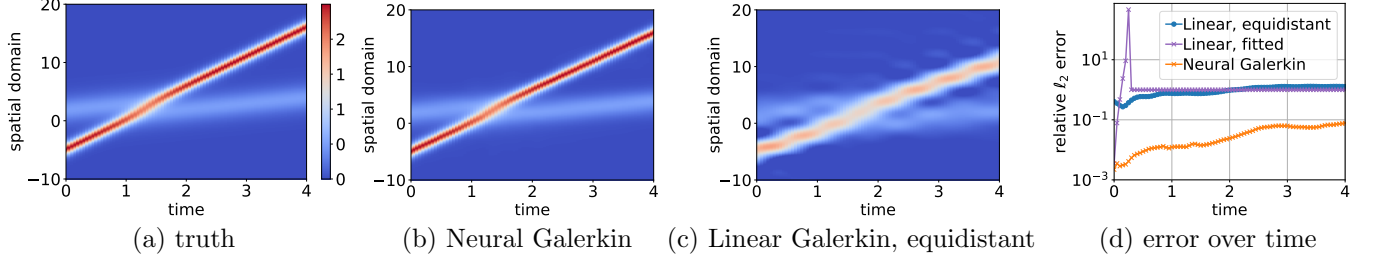 20
10
0
−10
spatial domain
0 1 2 3 4
time
2
2
1
1
0
0
(a) truth
20
10
0
−10
spatial domain
0 1 2 3 4
time
(b) Neural Galerkin
20
10
0
−10
spatial domain
0 1 2 3 4
time
(c) Linear Galerkin, equidistant
Linear, equidistant
Linear, fitted
Neural Galerkin
10¹
10⁻¹
10⁻³
relative ℓ₂ error
0 1 2 3 4
time
(d) error over time